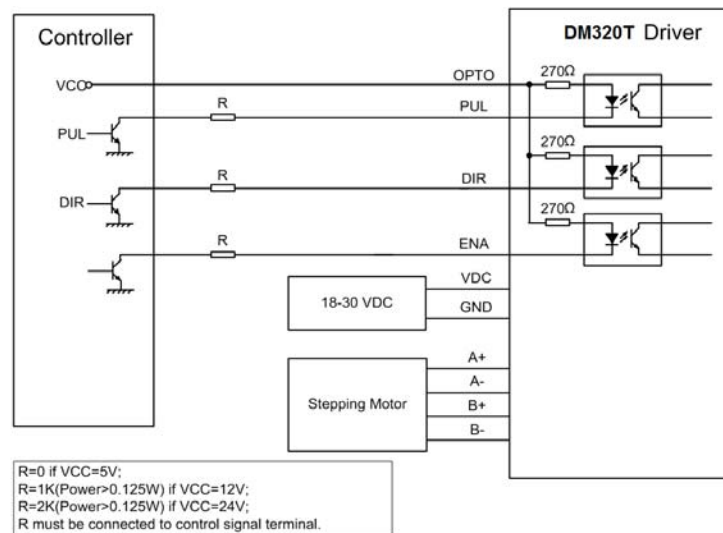 Controller
DM320T Driver
VCC
OPTO
270Ω
R
PUL
PUL
270Ω
R
DIR
DIR
270Ω
R
ENA
VDC
18-30 VDC
GND
A+
A-
Stepping Motor
B+
B-
R=0 if VCC=5V;
R=1K(Power>0.125W) if VCC=12V;
R=2K(Power>0.125W) if VCC=24V;
R must be connected to control signal terminal.